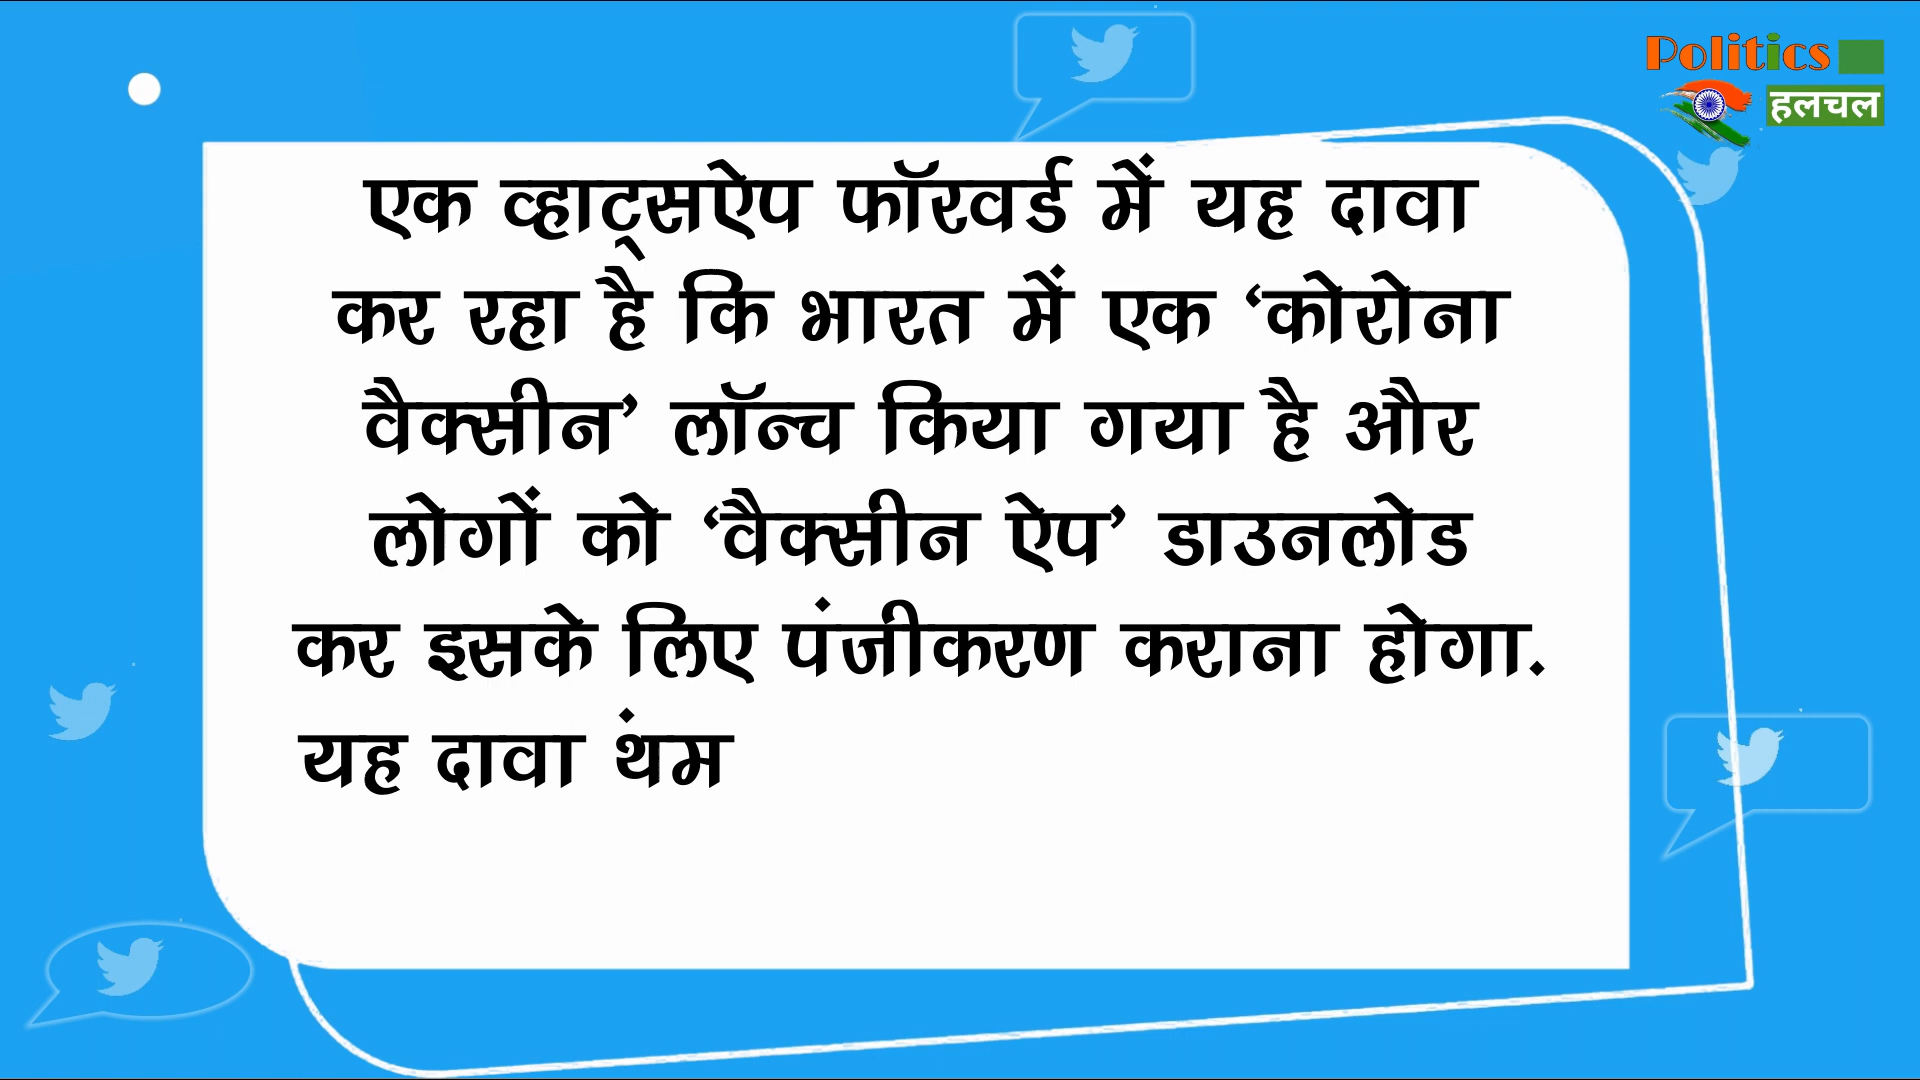 Politics
हलचल
एक व्हाट्सऐप फॉरवर्ड में यह दावा
कर रहा है कि भारत में एक ‘कोरोना
वैक्सीन’ लॉन्च किया गया है और
लोगों को ‘वैक्सीन ऐप’ डाउनलोड
कर इसके लिए पंजीकरण कराना होगा.
यह दावा थंम